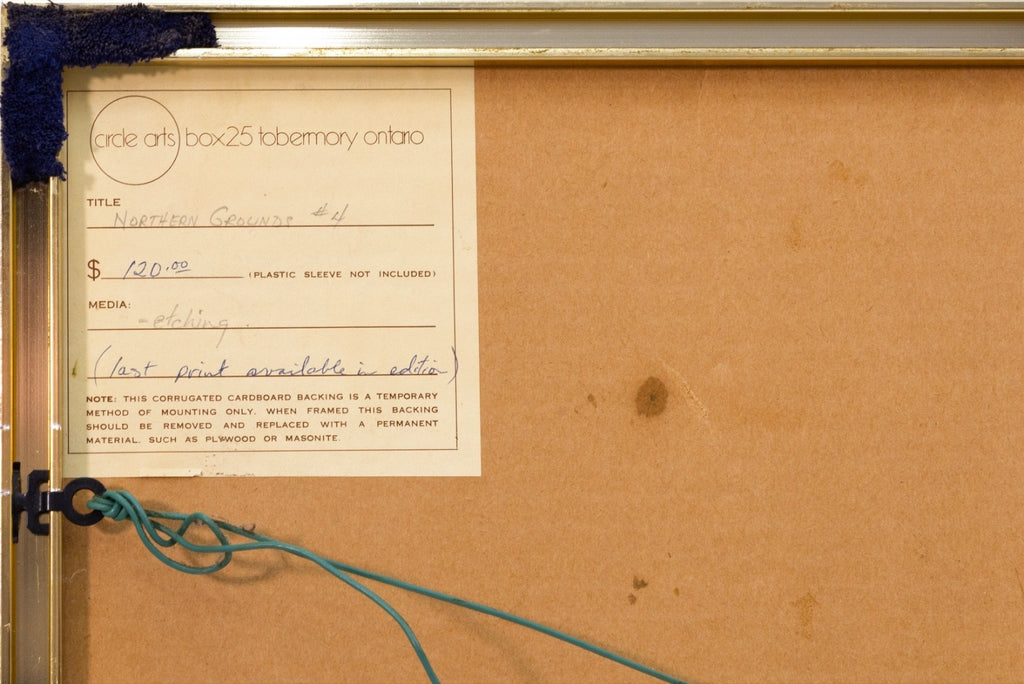 circle arts box25 tobermory ontario
TITLE
NORTHERN GROUNDS #4
$ 120.00 (PLASTIC SLEEVE NOT INCLUDED)
MEDIA:
- etching.
(last print available in edition)
NOTE: THIS CORRUGATED CARDBOARD BACKING IS A TEMPORARY
METHOD OF MOUNTING ONLY. WHEN FRAMED THIS BACKING
SHOULD BE REMOVED AND REPLACED WITH A PERMANENT
MATERIAL. SUCH AS PLYWOOD OR MASONITE.